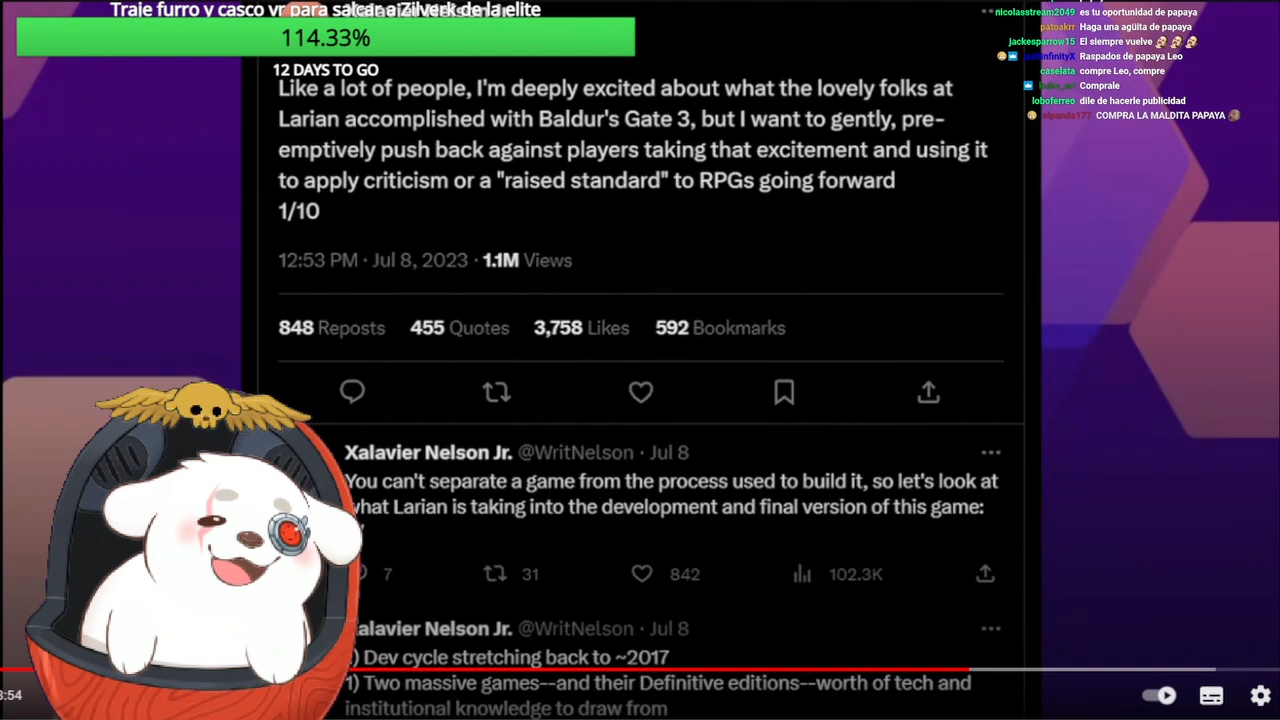 Traje furro y casco vr para salcar a Zilverk de la elite
114.33%
12 DAYS TO GO
Like a lot of people, I'm deeply excited about what the lovely folks at
Larian accomplished with Baldur's Gate 3, but I want to gently, pre-
emptively push back against players taking that excitement and using it
to apply criticism or a "raised standard" to RPGs going forward
1/10
12:53 PM · Jul 8, 2023 · 1.1M Views
848 Reposts 455 Quotes 3,758 Likes 592 Bookmarks
Xalavier Nelson Jr. @WritNelson · Jul 8
You can't separate a game from the process used to build it, so let's look at
what Larian is taking into the development and final version of this game:
7 31 842 102.3K
Xalavier Nelson Jr. @WritNelson · Jul 8
) Dev cycle stretching back to ~2017
1) Two massive games--and their Definitive editions--worth of tech and
institutional knowledge to draw from
3:54
nicolasstream2049 es tu oportunidad de papaya
patoakrr Haga una agüita de papaya
jackesparrow15 El siempre vuelve
Raspados de papaya Leo
caselata compre Leo, compre
Comprale
loboferreo dile de hacerle publicidad
elpanda177 COMPRA LA MALDITA PAPAYA